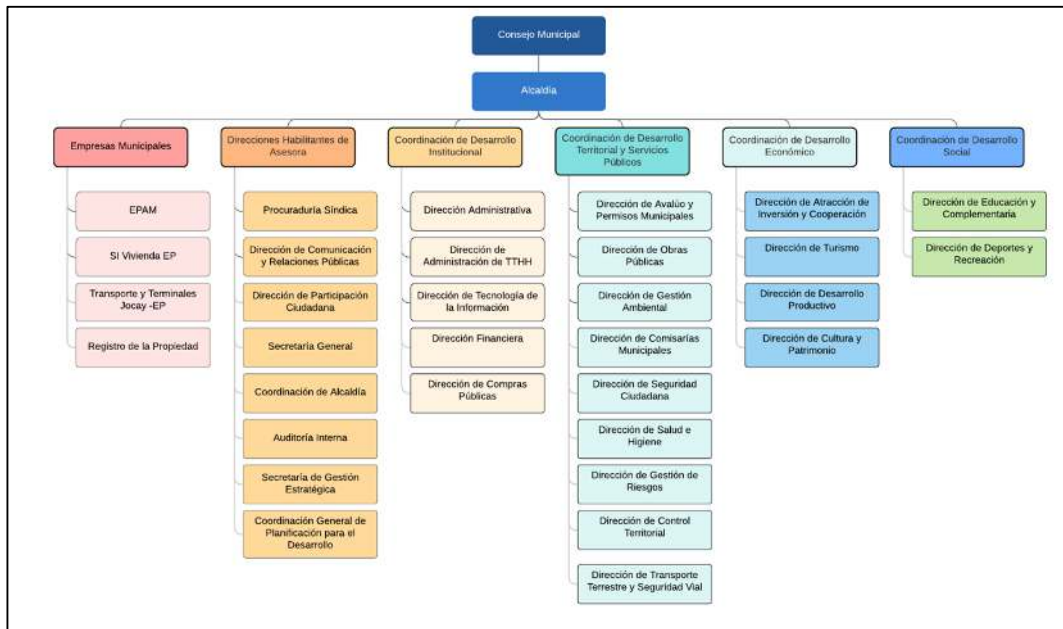 Consejo Municipal
Alcaldía
Empresas Municipales
EPAM
SI Vivienda EP
Transporte y Terminales
Jocay -EP
Registro de la Propiedad
Direcciones Habilitantes de
Asesora
Procuraduría Síndica
Dirección de Comunicación
y Relaciones Públicas
Dirección de Participación
Ciudadana
Secretaría General
Coordinación de Alcaldía
Auditoría Interna
Secretaría de Gestión
Estratégica
Coordinación General de
Planificación para el
Desarrollo
Coordinación de Desarrollo
Institucional
Dirección Administrativa
Dirección de
Administración de TTHH
Dirección de Tecnología de
la Información
Dirección Financiera
Dirección de Compras
Públicas
Coordinación de Desarrollo
Territorial y Servicios
Públicos
Dirección de Avalúo y
Permisos Municipales
Dirección de Obras
Públicas
Dirección de Gestión
Ambiental
Dirección de Comisarías
Municipales
Dirección de Seguridad
Ciudadana
Dirección de Salud e
Higiene
Dirección de Gestión de
Riesgos
Dirección de Control
Territorial
Dirección de Transporte
Terrestre y Seguridad Vial
Coordinación de Desarrollo
Económico
Dirección de Atracción de
Inversión y Cooperación
Dirección de Turismo
Dirección de Desarrollo
Productivo
Dirección de Cultura y
Patrimonio
Coordinación de Desarrollo
Social
Dirección de Educación y
Complementaria
Dirección de Deportes y
Recreación